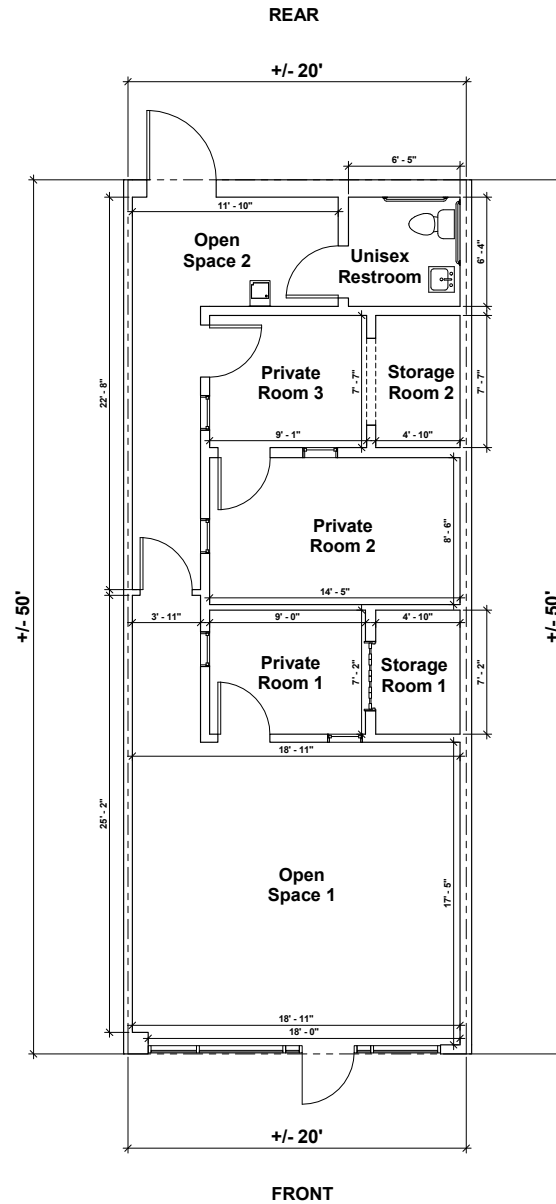 REAR
+/- 20'
6' - 5"
11' - 10"
Open
Space 2
Unisex
Restroom
6' - 4"
22' - 8"
Private
Room 3
7' - 7"
Storage
Room 2
7' - 7"
9' - 1"
4' - 10"
Private
Room 2
8' - 6"
14' - 5"
+/- 50'
+/- 50'
3' - 11"
9' - 0"
4' - 10"
Private
Room 1
7' - 2"
Storage
Room 1
7' - 2"
18' - 11"
25' - 2"
Open
Space 1
17' - 5"
18' - 11"
18' - 0"
+/- 20'
FRONT